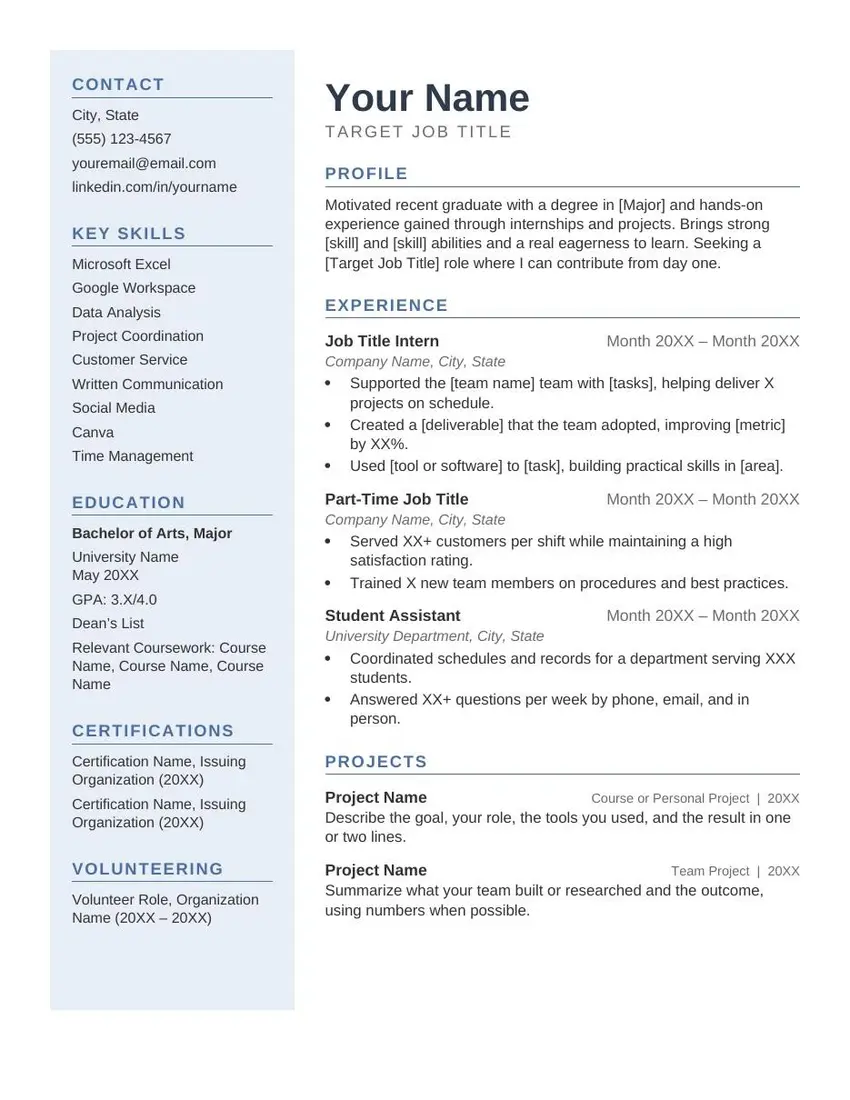 CONTACT
City, State
(555) 123-4567
youremail@email.com
linkedin.com/in/yourname
KEY SKILLS
Microsoft Excel
Google Workspace
Data Analysis
Project Coordination
Customer Service
Written Communication
Social Media
Canva
Time Management
EDUCATION
Bachelor of Arts, Major
University Name
May 20XX
GPA: 3.X/4.0
Dean’s List
Relevant Coursework: Course
Name, Course Name, Course
Name
CERTIFICATIONS
Certification Name, Issuing
Organization (20XX)
Certification Name, Issuing
Organization (20XX)
VOLUNTEERING
Volunteer Role, Organization
Name (20XX – 20XX)
Your Name
TARGET JOB TITLE
PROFILE
Motivated recent graduate with a degree in [Major] and hands-on
experience gained through internships and projects. Brings strong
[skill] and [skill] abilities and a real eagerness to learn. Seeking a
[Target Job Title] role where I can contribute from day one.
EXPERIENCE
Job Title Intern Month 20XX – Month 20XX
Company Name, City, State
• Supported the [team name] team with [tasks], helping deliver X
projects on schedule.
• Created a [deliverable] that the team adopted, improving [metric]
by XX%.
• Used [tool or software] to [task], building practical skills in [area].
Part-Time Job Title Month 20XX – Month 20XX
Company Name, City, State
• Served XX+ customers per shift while maintaining a high
satisfaction rating.
• Trained X new team members on procedures and best practices.
Student Assistant Month 20XX – Month 20XX
University Department, City, State
• Coordinated schedules and records for a department serving XXX
students.
• Answered XX+ questions per week by phone, email, and in
person.
PROJECTS
Project Name Course or Personal Project | 20XX
Describe the goal, your role, the tools you used, and the result in one
or two lines.
Project Name Team Project | 20XX
Summarize what your team built or researched and the outcome,
using numbers when possible.